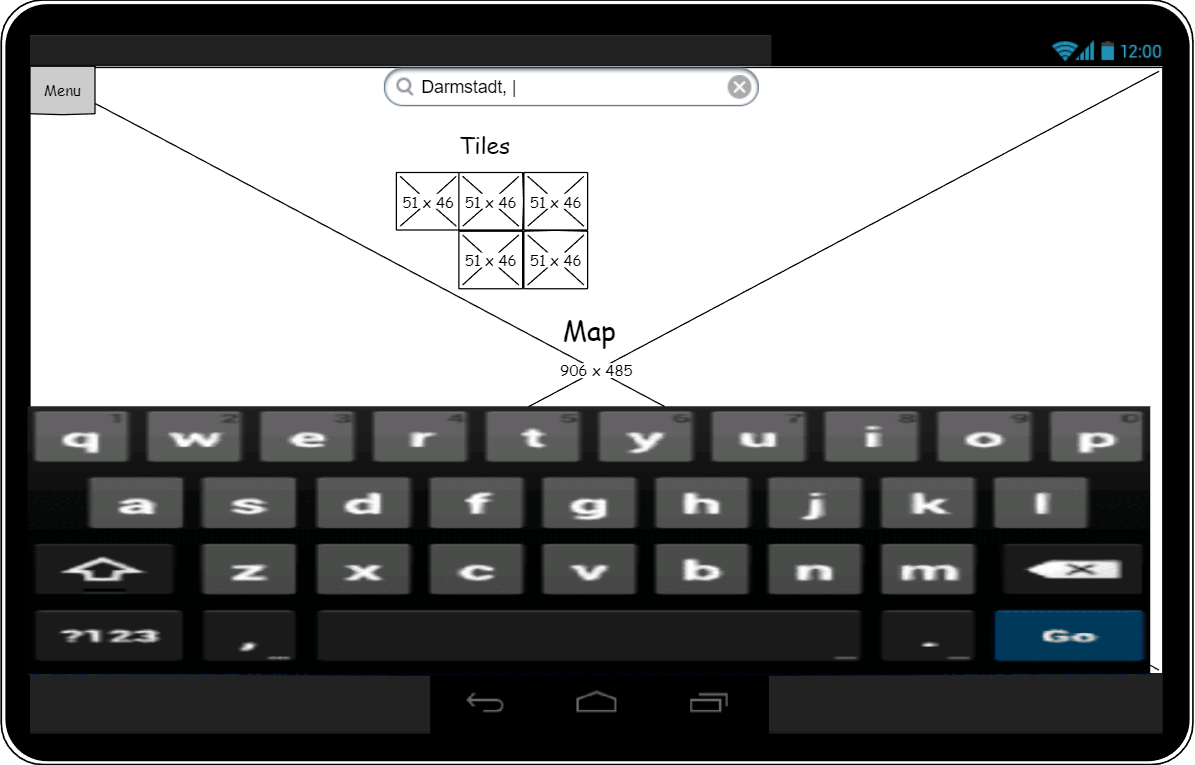 12:00
Menu
Darmstadt,
Tiles
51 x 46 51 x 46 51 x 46
51 x 46 51 x 46
Map
906 x 485
1 2 3 4 5 6 7 8 9 0
q w e r t y u i o p
a s d f g h j k l
z x c v b n m
?123 , ... . _ Go